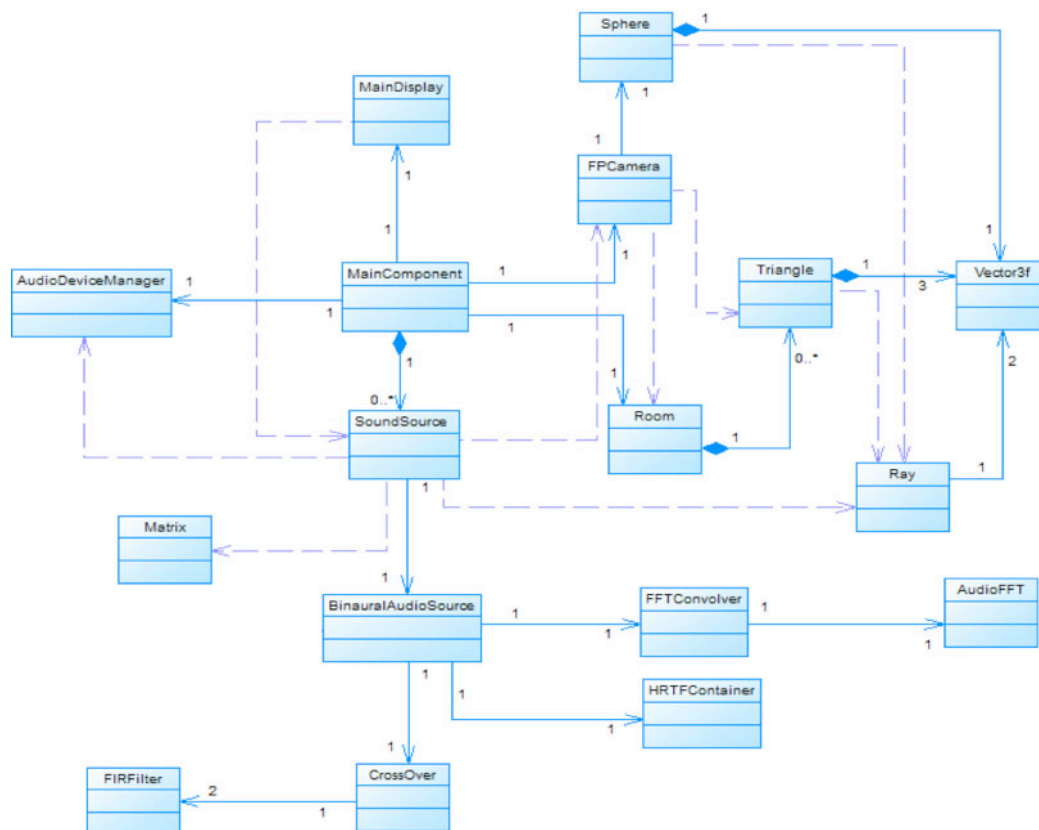 Sphere
1
MainDisplay
1
1
FPCamera
1
1
1
AudioDeviceManager
1
MainComponent
1
1
1
1
1
Triangle
1
3
Vector3f
1
0..*
1
0..*
2
SoundSource
Room
1
1
Ray
1
Matrix
1
BinauralAudioSource
1
1
FFTConvolver
1
1
AudioFFT
1
1
HRTFContainer
1
1
FIRFilter
2
1
CrossOver